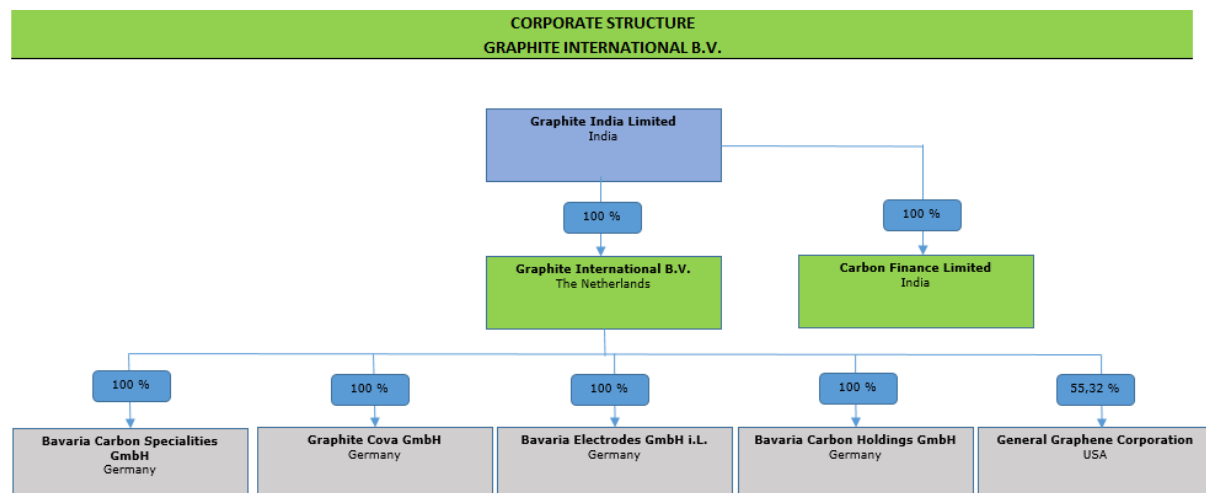 CORPORATE STRUCTURE
GRAPHITE INTERNATIONAL B.V.
Graphite India Limited
India
100 %
100 %
Graphite International B.V.
The Netherlands
Carbon Finance Limited
India
100 %
100 %
100 %
100 %
55,32 %
Bavaria Carbon Specialities
GmbH
Germany
Graphite Cova GmbH
Germany
Bavaria Electrodes GmbH i.L.
Germany
Bavaria Carbon Holdings GmbH
Germany
General Graphene Corporation
USA